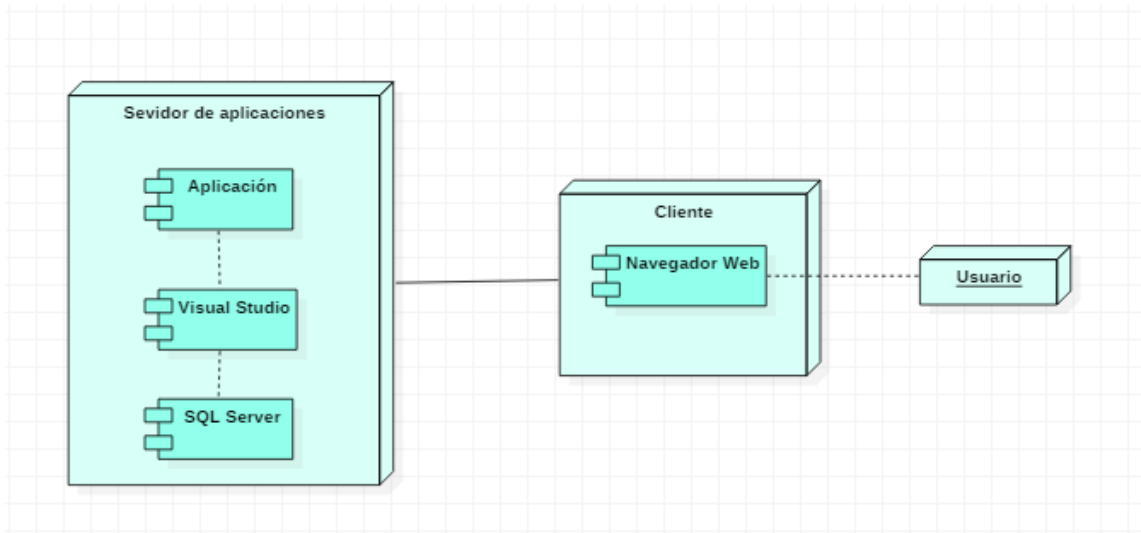 Sevidor de aplicaciones
Aplicación
Visual Studio
SQL Server
Cliente
Navegador Web
Usuario